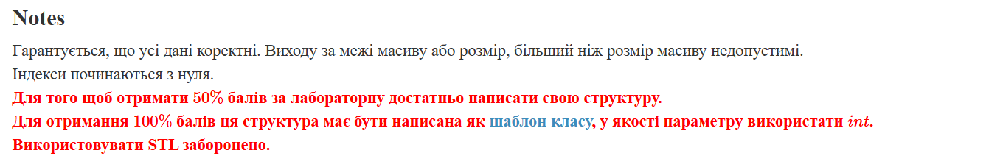 Notes
Гарантується, що усі дані коректні. Виходу за межі масиву або розмір, більший ніж розмір масиву недопустимі.
Індекси починаються з нуля.
Для того щоб отримати 50% балів за лабораторну достатньо написати свою структуру.
Для отримання 100% балів ця структура має бути написана як шаблон класу, у якості параметру використати int.
Використовувати STL заборонено.